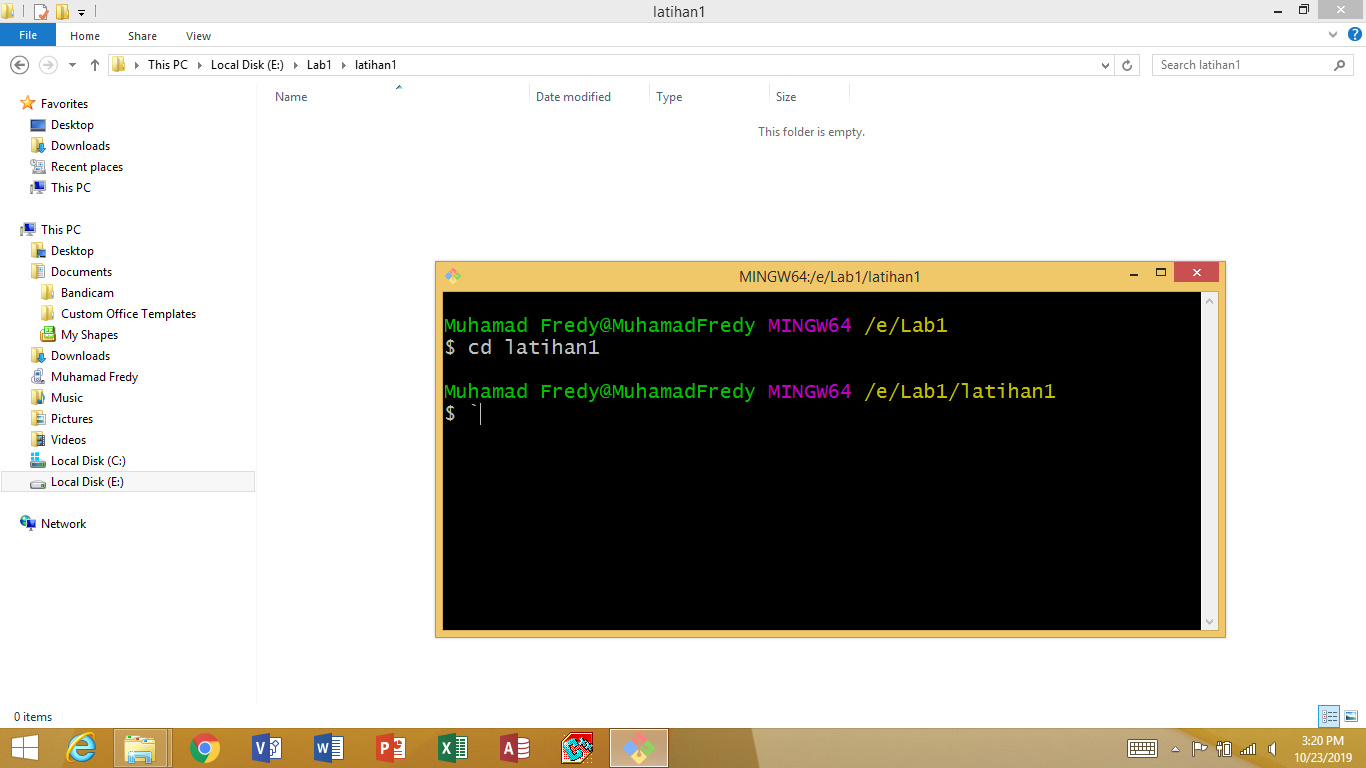 latihan1
File Home Share View
This PC Local Disk (E:) Lab1 latihan1
Search latihan1
Name Date modified Type Size
This folder is empty.
Favorites
Desktop
Downloads
Recent places
This PC
This PC
Desktop
Documents
Bandicam
Custom Office Templates
My Shapes
Downloads
Muhamad Fredy
Music
Pictures
Videos
Local Disk (C:)
Local Disk (E:)
Network
MINGW64:/e/Lab1/latihan1
Muhamad Fredy@MuhamadFredy MINGW64 /e/Lab1
$ cd latihan1
Muhamad Fredy@MuhamadFredy MINGW64 /e/Lab1/latihan1
$ `
0 items
3:20 PM
10/23/2019